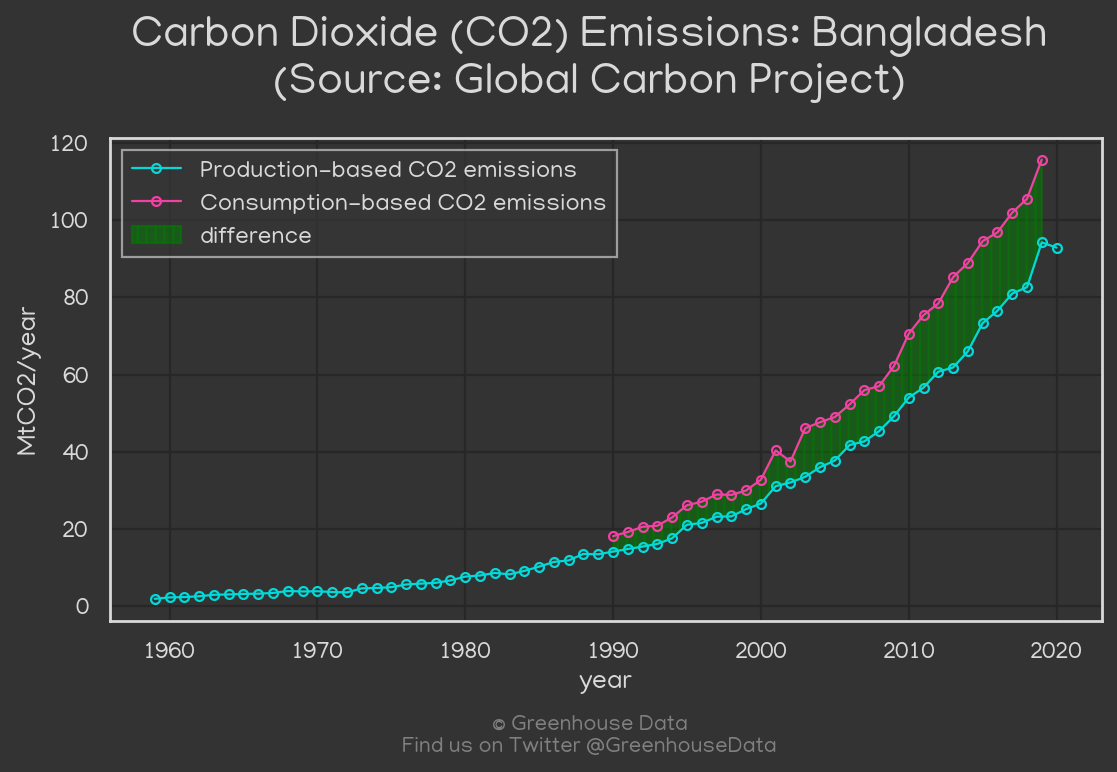 Carbon Dioxide (CO2) Emissions: Bangladesh
(Source: Global Carbon Project)
120
100
80
60
40
20
0
MtCO2/year
Production-based CO2 emissions
Consumption-based CO2 emissions
difference
1960 1970 1980 1990 2000 2010 2020
year
© Greenhouse Data
Find us on Twitter @GreenhouseData